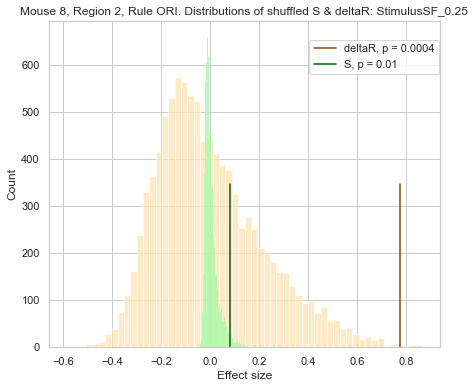 Mouse 8, Region 2, Rule ORI. Distributions of shuffled S & deltaR: StimulusSF_0.25
deltaR, p = 0.0004
S, p = 0.01
Count
600
500
400
300
200
100
0
−0.6 −0.4 −0.2 0.0 0.2 0.4 0.6 0.8
Effect size